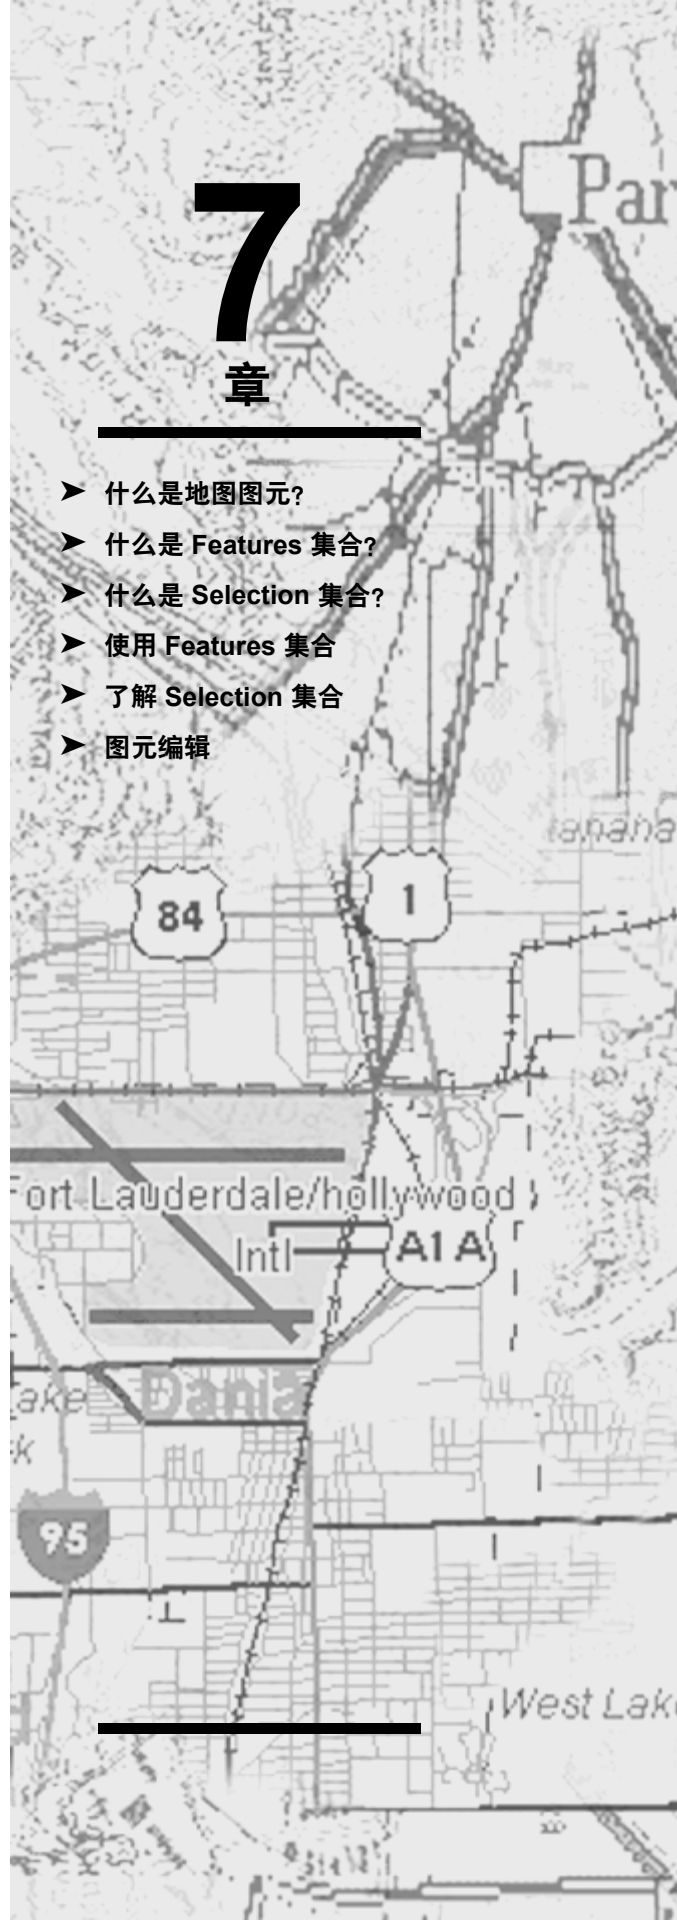 Par
7
章
➤ 什么是地图图元?
➤ 什么是 Features 集合?
➤ 什么是 Selection 集合?
➤ 使用 Features 集合
➤ 了解 Selection 集合
➤ 图元编辑
84
1
Fort Lauderdale/hollywood
Intl
A1A
Dania
ake
k
95
West Lake